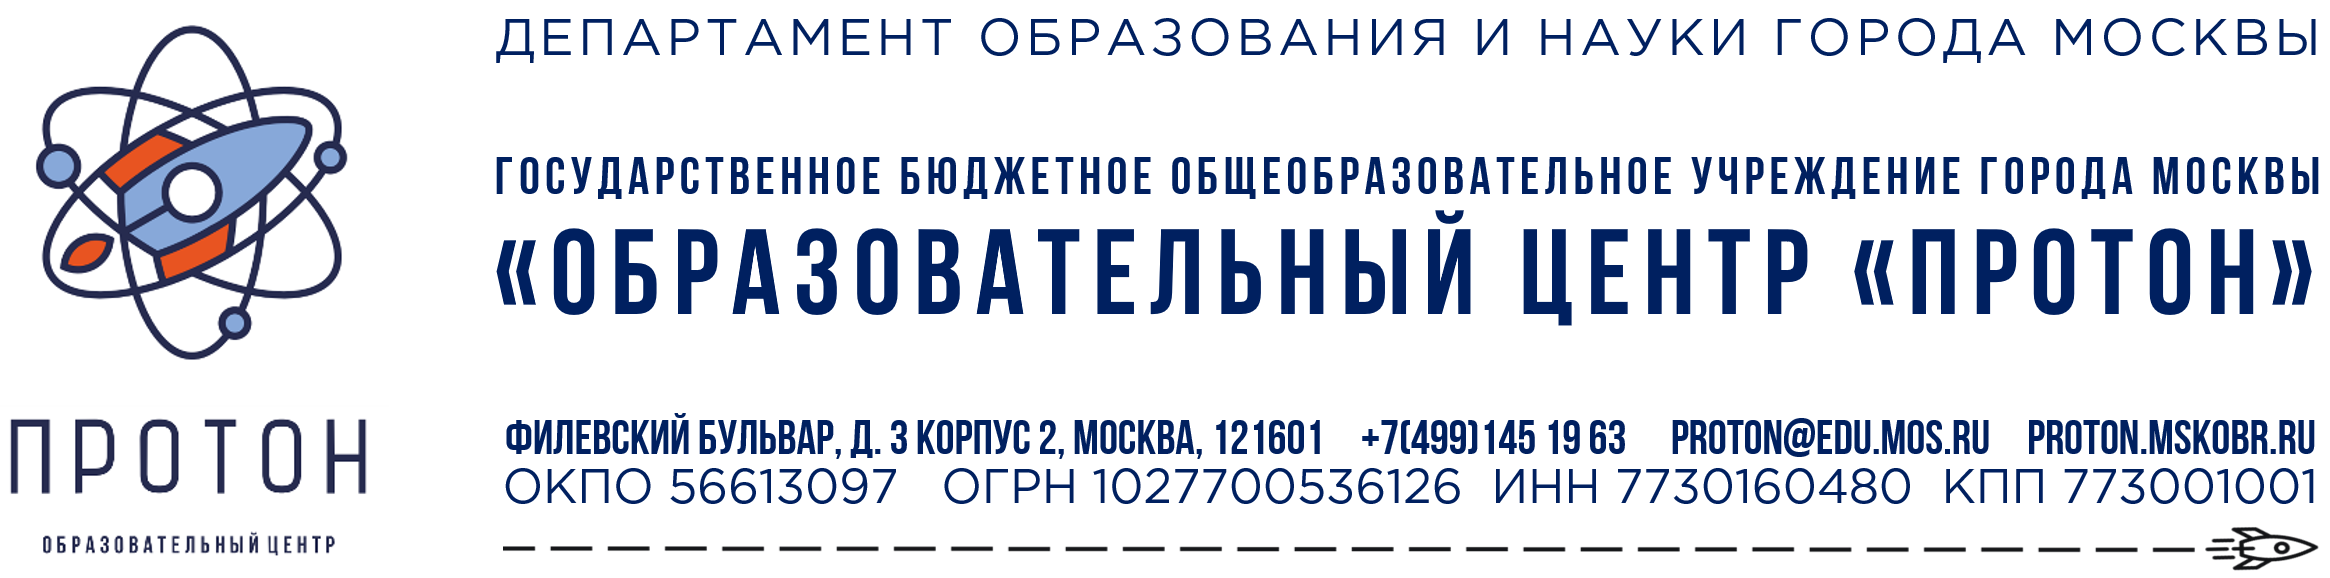 ДЕПАРТАМЕНТ ОБРАЗОВАНИЯ И НАУКИ ГОРОДА МОСКВЫ
ГОСУДАРСТВЕННОЕ БЮДЖЕТНОЕ ОБЩЕОБРАЗОВАТЕЛЬНОЕ УЧРЕЖДЕНИЕ ГОРОДА МОСКВЫ
«ОБРАЗОВАТЕЛЬНЫЙ ЦЕНТР «ПРОТОН»
ФИЛЕВСКИЙ БУЛЬВАР, Д. 3 КОРПУС 2, МОСКВА, 121601 +7(499)145 19 63 PROTON@EDU.MOS.RU PROTON.MSKOBR.RU
ОКПО 56613097 ОГРН 1027700536126 ИНН 7730160480 КПП 773001001
ПРОТОН
ОБРАЗОВАТЕЛЬНЫЙ ЦЕНТР